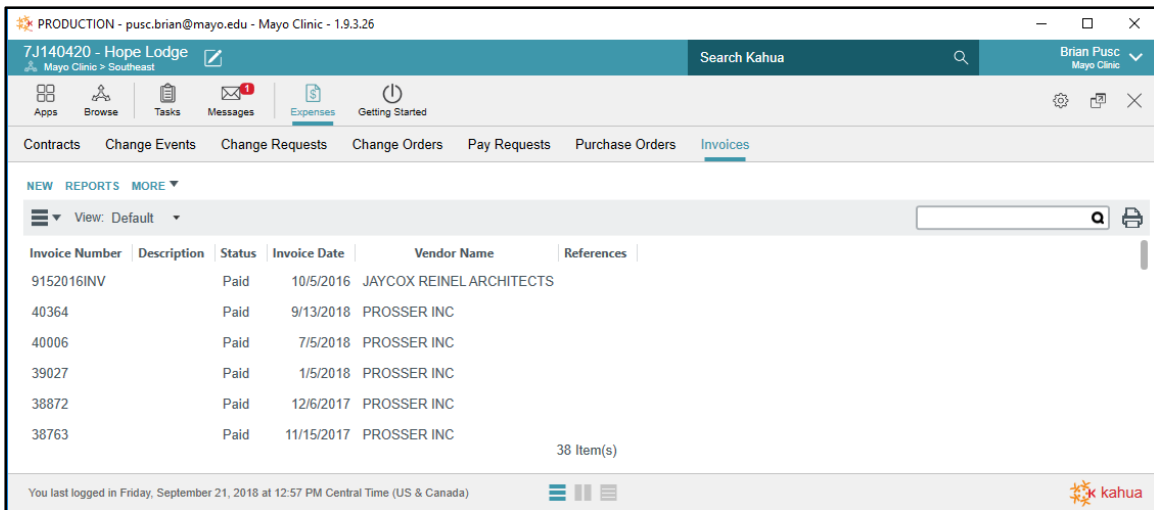 PRODUCTION - pusc.brian@mayo.edu - Mayo Clinic - 1.9.3.26
7J140420 - Hope Lodge
Mayo Clinic > Southeast
Search Kahua
Brian Pusc
Mayo Clinic
Apps Browse Tasks Messages 1 Expenses Getting Started
Contracts Change Events Change Requests Change Orders Pay Requests Purchase Orders Invoices
NEW REPORTS MORE
View: Default
Invoice Number Description Status Invoice Date Vendor Name References
9152016INV Paid 10/5/2016 JAYCOX REINEL ARCHITECTS
40364 Paid 9/13/2018 PROSSER INC
40006 Paid 7/5/2018 PROSSER INC
39027 Paid 1/5/2018 PROSSER INC
38872 Paid 12/6/2017 PROSSER INC
38763 Paid 11/15/2017 PROSSER INC
38 Item(s)
You last logged in Friday, September 21, 2018 at 12:57 PM Central Time (US & Canada)
k kahua